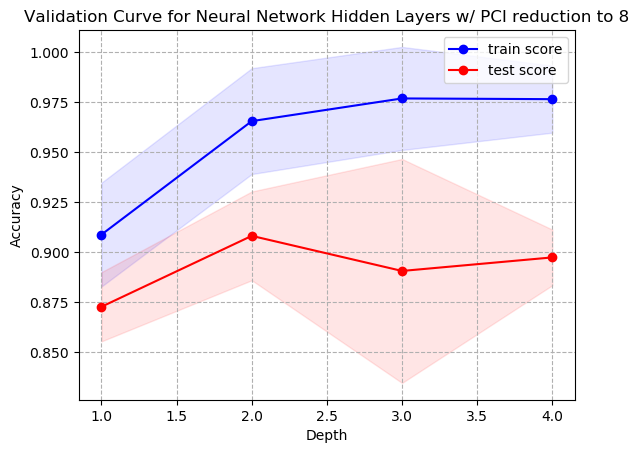 Validation Curve for Neural Network Hidden Layers w/ PCI reduction to 8
train score
test score
1.000
0.975
0.950
0.925
0.900
0.875
0.850
Accuracy
1.0 1.5 2.0 2.5 3.0 3.5 4.0
Depth